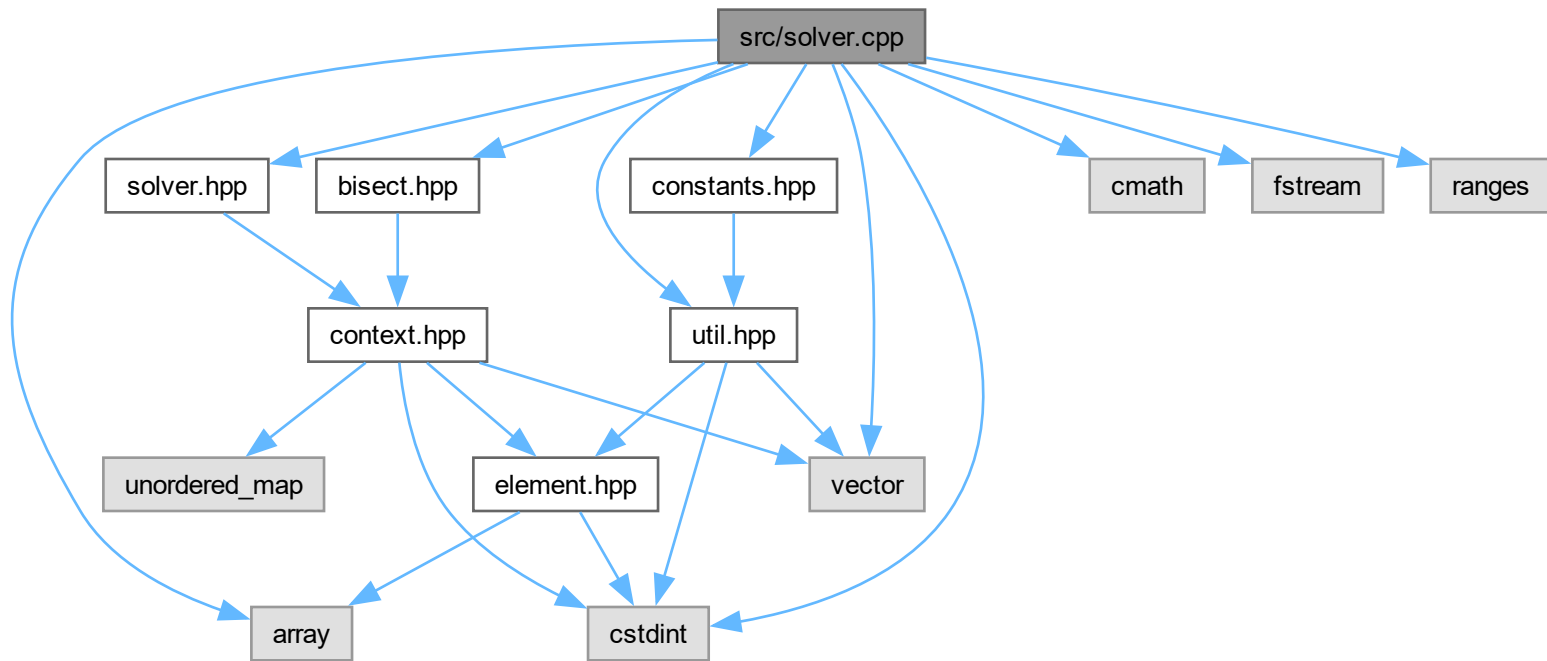 src/solver.cpp
solver.hpp
bisect.hpp
constants.hpp
cmath
fstream
ranges
context.hpp
util.hpp
unordered_map
element.hpp
vector
array
cstdint